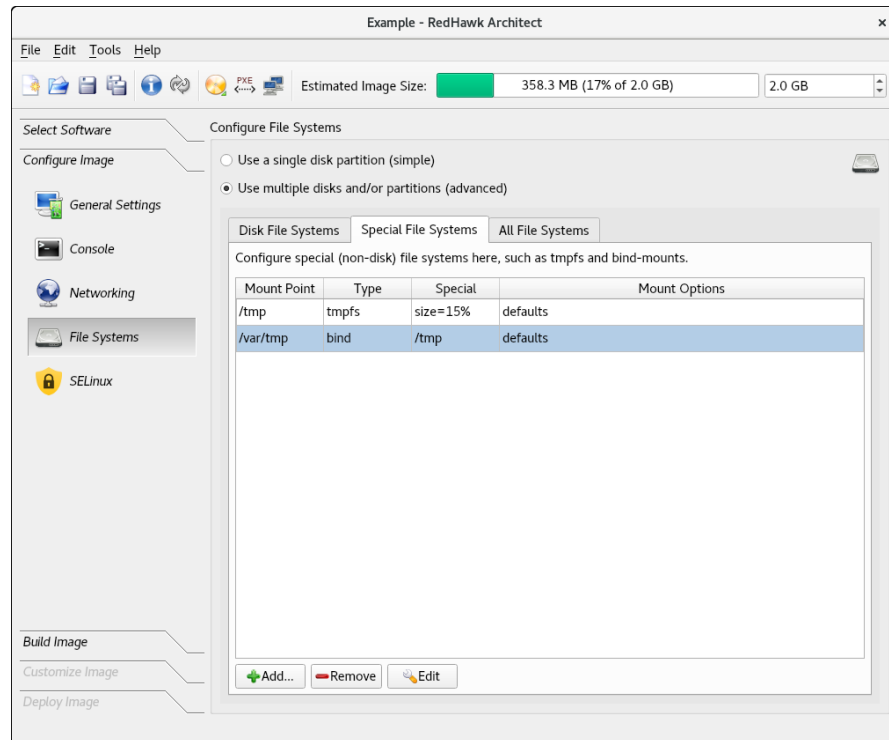 Example - RedHawk Architect ×
File Edit Tools Help
PXE Estimated Image Size: 358.3 MB (17% of 2.0 GB) 2.0 GB
Select Software
Configure Image
General Settings
Console
Networking
File Systems
SELinux
Build Image
Customize Image
Deploy Image
Configure File Systems
Use a single disk partition (simple)
Use multiple disks and/or partitions (advanced)
Disk File Systems Special File Systems All File Systems
Configure special (non-disk) file systems here, such as tmpfs and bind-mounts.
Mount Point Type Special Mount Options
/tmp tmpfs size=15% defaults
/var/tmp bind /tmp defaults
Add... Remove Edit